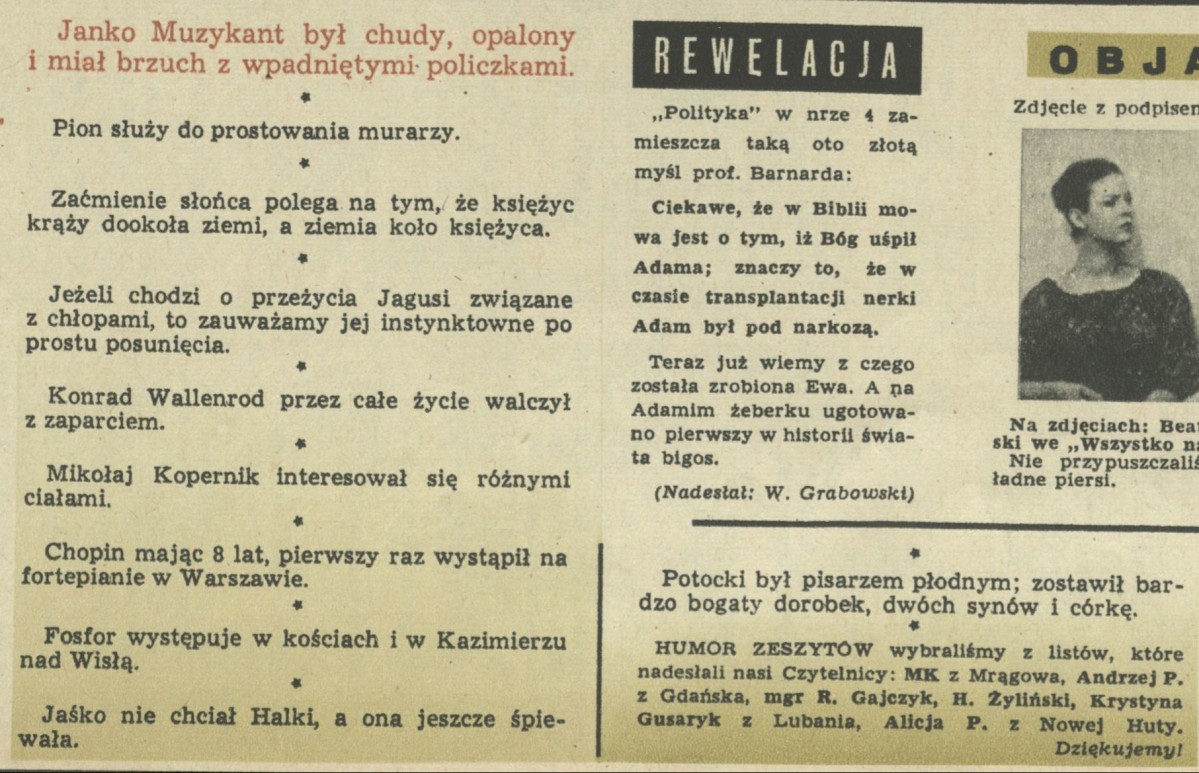 Janko Muzykant był chudy, opalony
i miał brzuch z wpadniętymi policzkami.
Pion służy do prostowania murarzy.
Zaćmienie słońca polega na tym, że księżyc
krąży dookoła ziemi, a ziemia koło księżyca.
Jeżeli chodzi o przeżycia Jagusi związane
z chłopami, to zauważamy jej instynktowne po
prostu posunięcia.
Konrad Wallenrod przez całe życie walczył
z zaparciem.
Mikołaj Kopernik interesował się różnymi
ciałami.
Chopin mając 8 lat, pierwszy raz wystąpił na
fortepianie w Warszawie.
Fosfor występuje w kościach i w Kazimierzu
nad Wisłą.
Jaśko nie chciał Halki, a ona jeszcze śpie-
wała.
REWELACJA
„Polityka” w nrze 4 za-
mieszcza taką oto złotą
myśl prof. Barnarda:
Ciekawe, że w Biblii mo-
wa jest o tym, iż Bóg uśpił
Adama; znaczy to, że w
czasie transplantacji nerki
Adam był pod narkozą.
Teraz już wiemy z czego
została zrobiona Ewa. A na
Adamim żeberku ugotowa-
no pierwszy w historii świa-
ta bigos.
(Nadesłał: W. Grabowski)
OBJA
Zdjęcie z podpisem
Na zdjęciach: Beat
ski we „Wszystko na
Nie przypuszczaliś
ładne piersi.
Potocki był pisarzem płodnym; zostawił bar-
dzo bogaty dorobek, dwóch synów i córkę.
HUMOR ZESZYTÓW wybraliśmy z listów, które
nadesłali nasi Czytelnicy: MK z Mrągowa, Andrzej P.
z Gdańska, mgr R. Gajczyk, H. Żyliński, Krystyna
Gusaryk z Lubania, Alicja P. z Nowej Huty.
Dziękujemy!